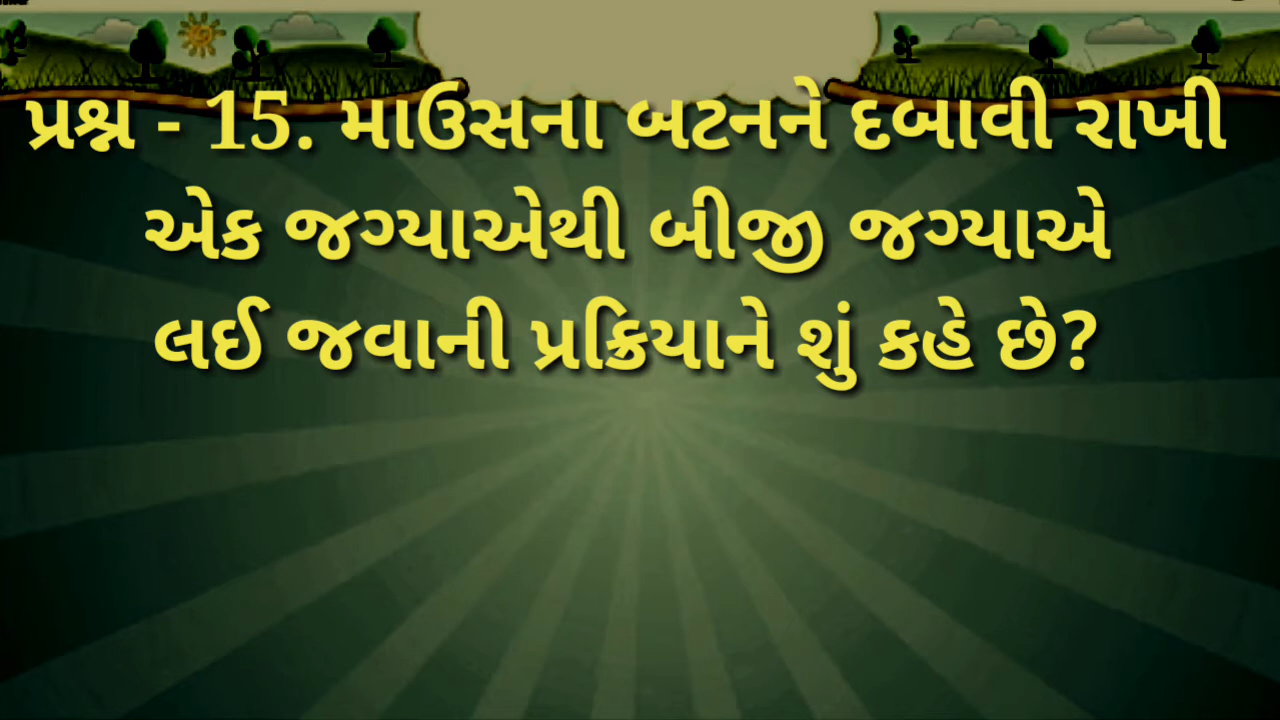 પ્રશ્ન - 15. માઉસના બટનને દબાવી રાખી
એક જગ્યાએથી બીજી જગ્યાએ
લઈ જવાની પ્રક્રિયાને શું કહે છે?